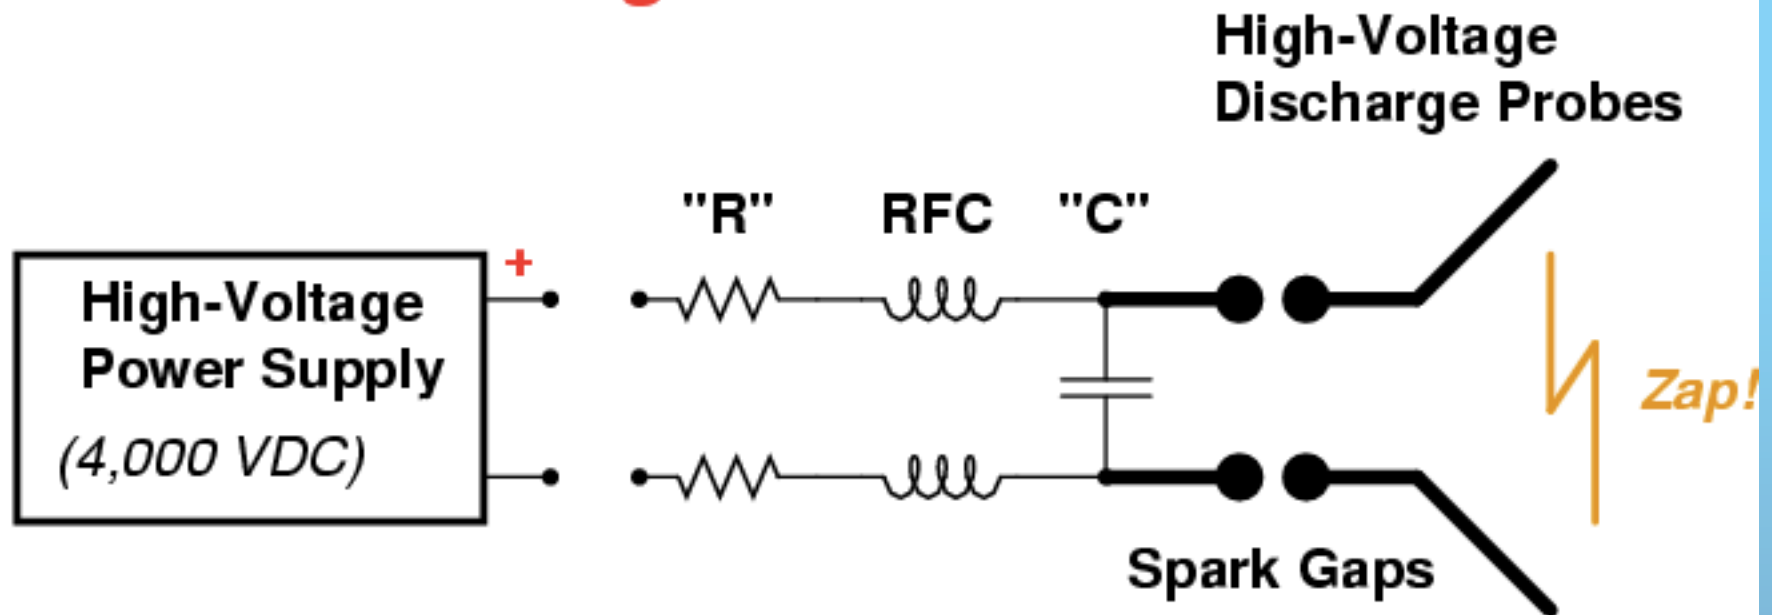 High-Voltage
Discharge Probes
"R"
RFC
"C"
+
High-Voltage
Power Supply
(4,000 VDC)
Zap!
Spark Gaps